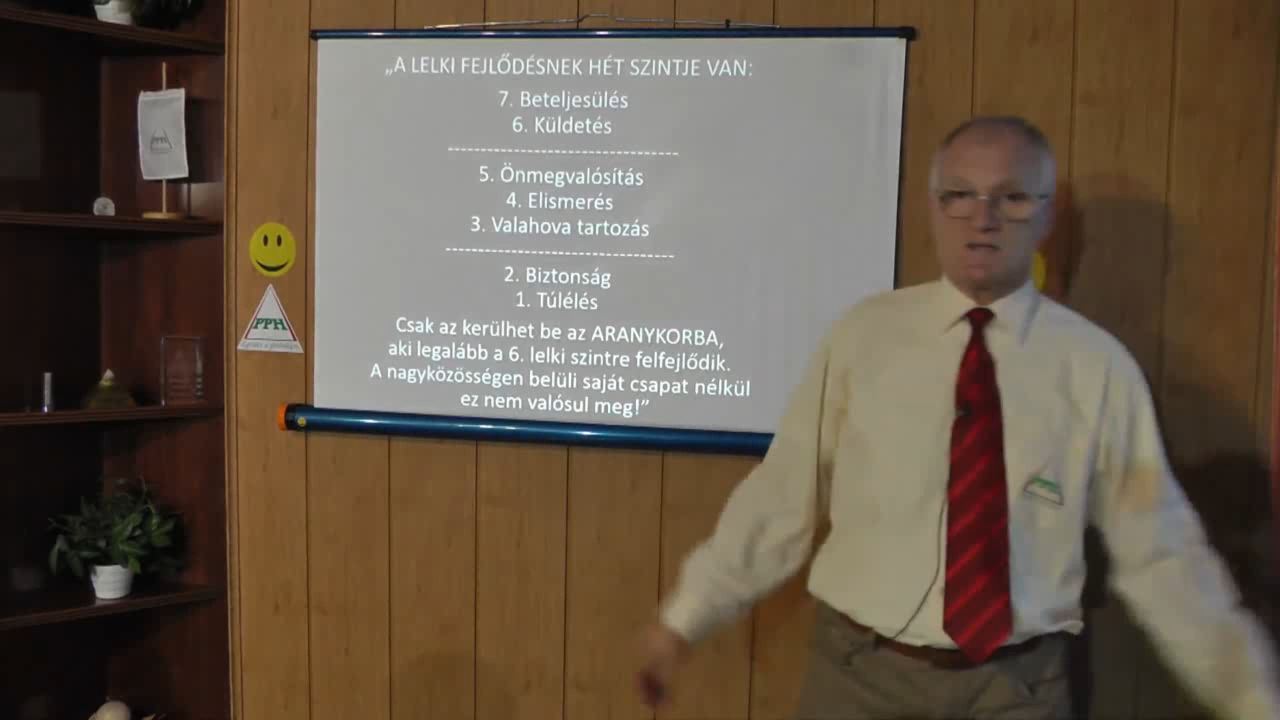 „A LELKI FEJLŐDÉSNEK HÉT SZINTJE VAN:
7. Beteljesülés
6. Küldetés
-----------------------------
5. Önmegvalósítás
4. Elismerés
3. Valahova tartozás
-----------------------------
2. Biztonság
1. Túlélés
Csak az kerülhet be az ARANYKORBA,
aki legalább a 6. lelki szintre felfejlődik.
A nagyközösségen belüli saját csapat nélkül
ez nem valósul meg!”
PPH
PPH